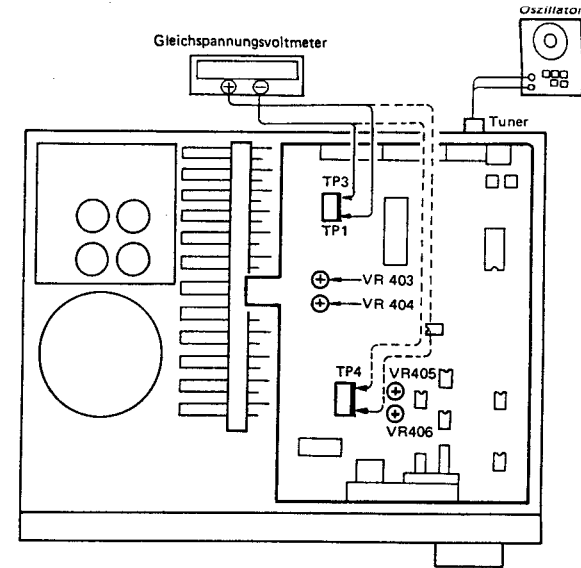 Oszillator
Gleichspannungsvoltmeter
+ −
Tuner
TP3
TP1
VR 403
VR 404
TP4
VR405
VR406